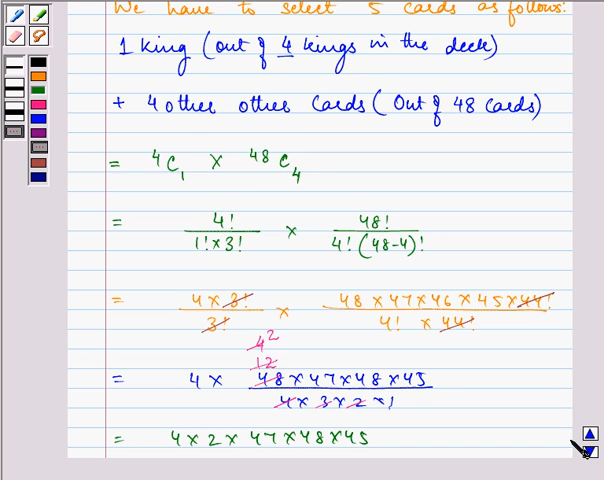 We have to select 5 cards as follows:
1 king (out of 4 kings in the deck)
+ 4 other other cards (Out of 48 cards)
= ⁴C₁ × ⁴⁸C₄
= 4! / (1! × 3!) × 48! / (4! (48-4)!)
= (4 × 3!) / 3! × (48 × 47 × 46 × 45 × 44!) / (4! × 44!)
4 2
12
= 4 × (48 × 47 × 48 × 45) / (4 × 3 × 2 × 1)
= 4 × 2 × 47 × 48 × 45